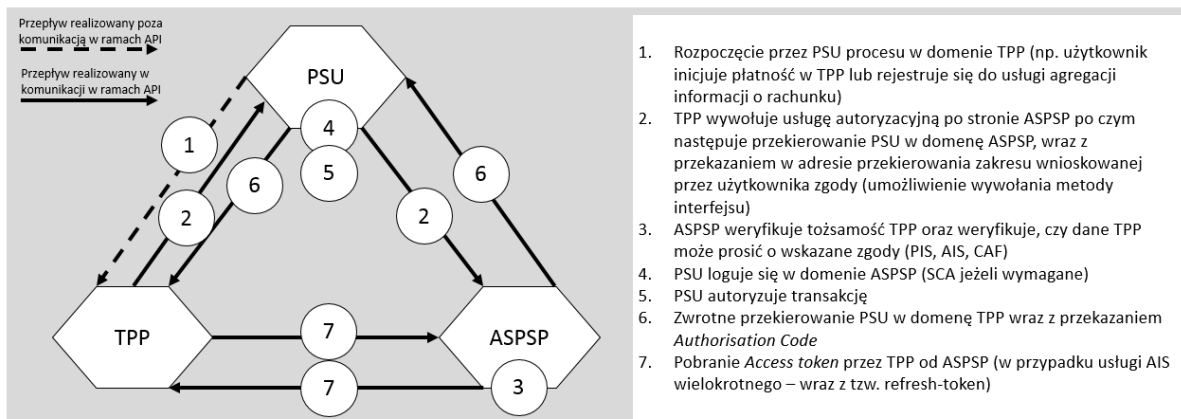 Przepływ realizowany poza
komunikacją w ramach API
Przepływ realizowany w
komunikacji w ramach API
PSU
4
5
1
2
6
2
6
TPP
7
7
ASPSP
3
1. Rozpoczęcie przez PSU procesu w domenie TPP (np. użytkownik
inicjuje płatność w TPP lub rejestruje się do usługi agregacji
informacji o rachunku)
2. TPP wywołuje usługę autoryzacyjną po stronie ASPSP po czym
następuje przekierowanie PSU w domenę ASPSP, wraz z
przekazaniem w adresie przekierowania zakresu wnioskowanej
przez użytkownika zgody (umożliwienie wywołania metody
interfejsu)
3. ASPSP weryfikuje tożsamość TPP oraz weryfikuje, czy dane TPP
może prosić o wskazane zgody (PIS, AIS, CAF)
4. PSU loguje się w domenie ASPSP (SCA jeżeli wymagane)
5. PSU autoryzuje transakcję
6. Zwrotne przekierowanie PSU w domenę TPP wraz z przekazaniem
Authorisation Code
7. Pobranie Access token przez TPP od ASPSP (w przypadku usługi AIS
wielokrotnego – wraz z tzw. refresh-token)